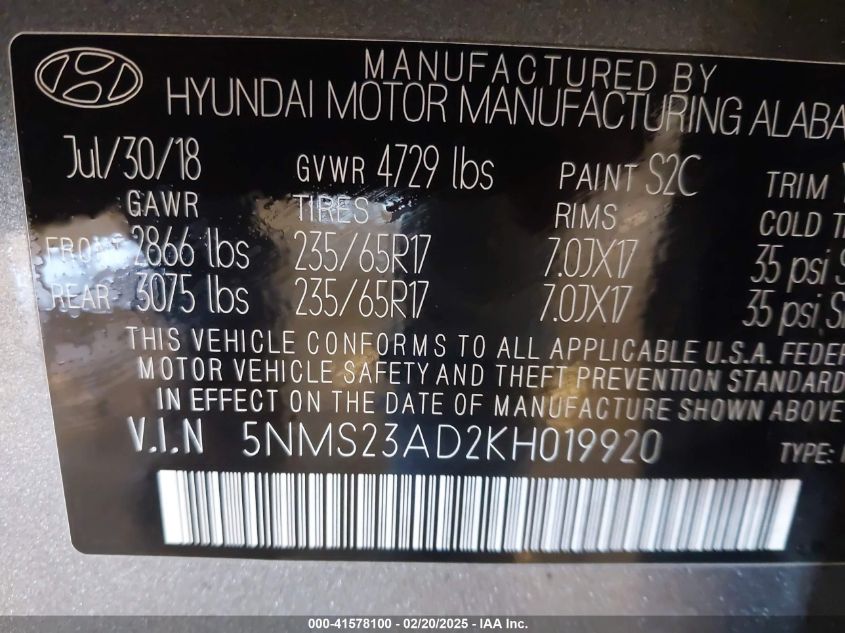 MANUFACTURED BY
HYUNDAI MOTOR MANUFACTURING ALABA
Jul/30/18 GVWR 4729 lbs PAINT S2C TRIM
GAWR TIRES RIMS COLD
FRONT 2866 lbs 235/65R17 7.0JX17 35 psi
REAR 3075 lbs 235/65R17 7.0JX17 35 psi
THIS VEHICLE CONFORMS TO ALL APPLICABLE U.S.A. FEDER
MOTOR VEHICLE SAFETY AND THEFT PREVENTION STANDARD
IN EFFECT ON THE DATE OF MANUFACTURE SHOWN ABOVE
V.I.N 5NMS23AD2KH019920 TYPE:
000-41578100 - 02/20/2025 - IAA Inc.